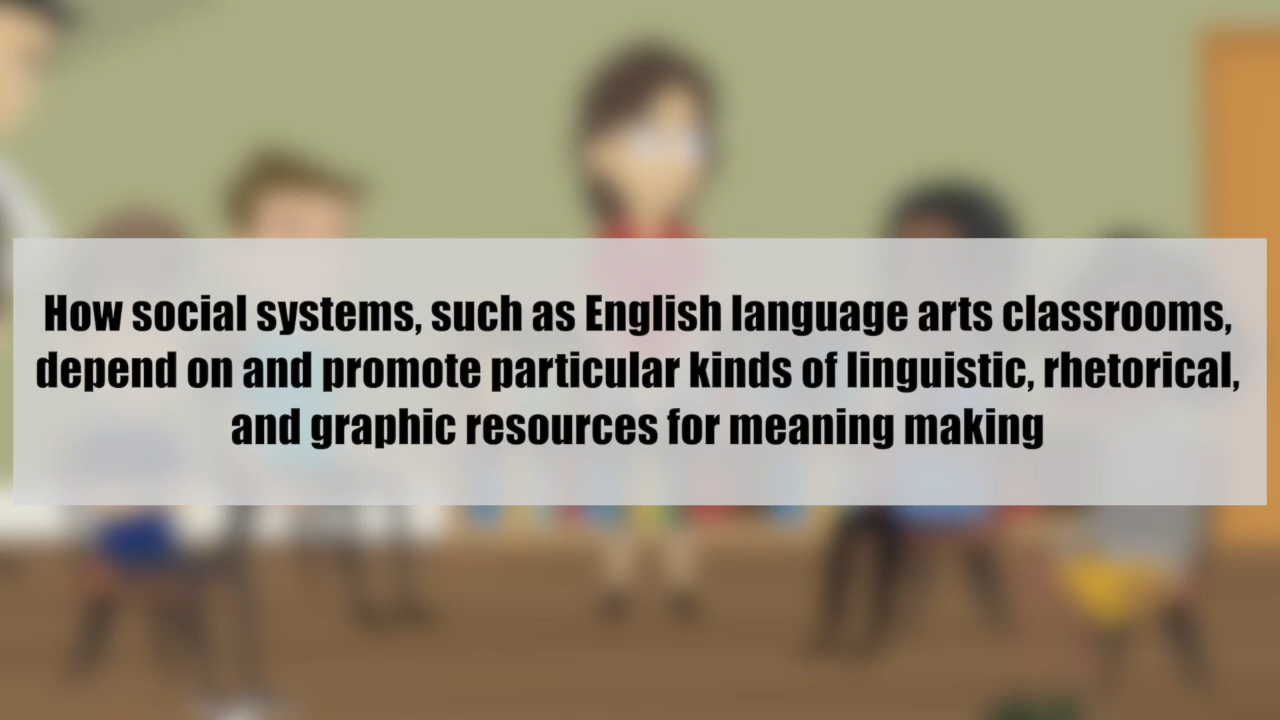 How social systems, such as English language arts classrooms,
depend on and promote particular kinds of linguistic, rhetorical,
and graphic resources for meaning making